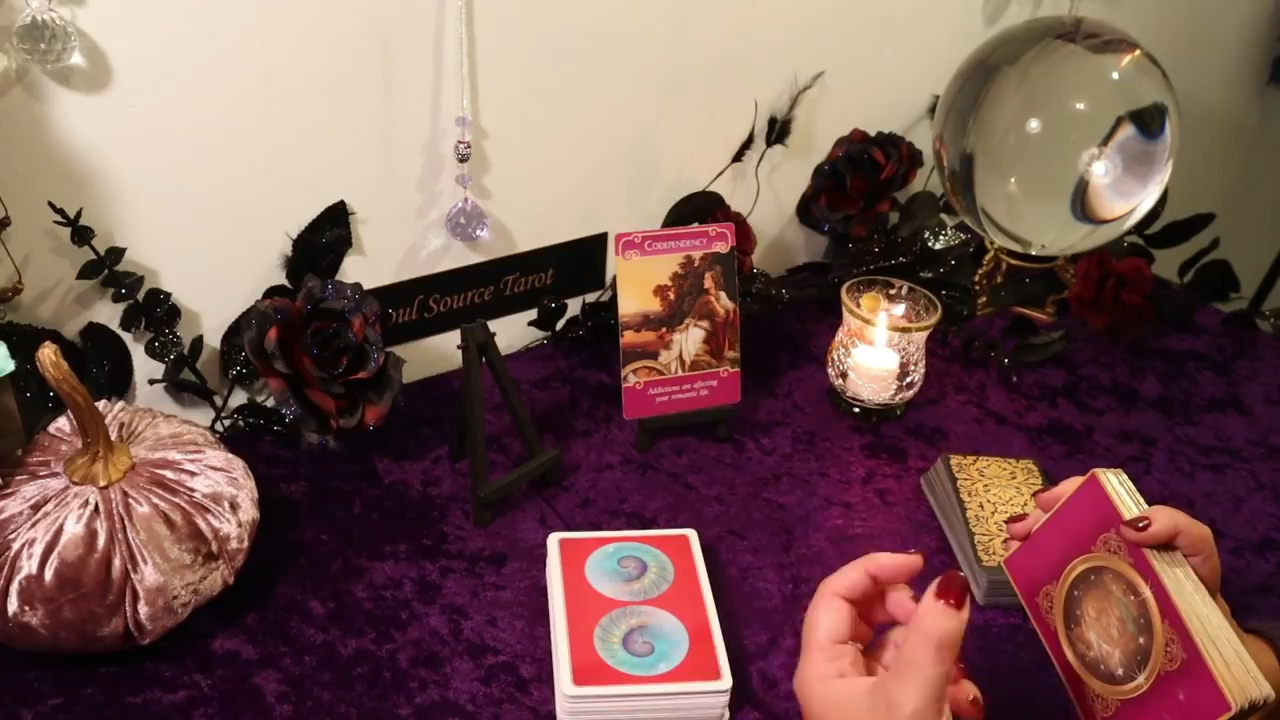 oul Source Tarot
CODEPENDENCY
Addictions are affecting
your romantic life.